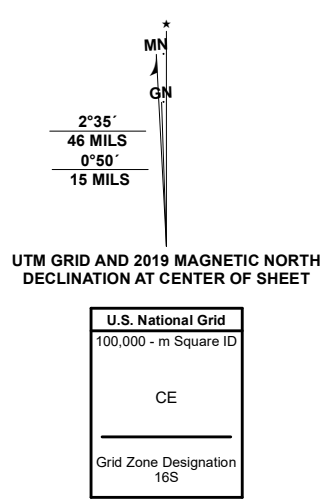 ★
MN
GN
2°35´
46 MILS
0°50´
15 MILS
UTM GRID AND 2019 MAGNETIC NORTH
DECLINATION AT CENTER OF SHEET
U.S. National Grid
100,000 - m Square ID
CE
Grid Zone Designation
16S